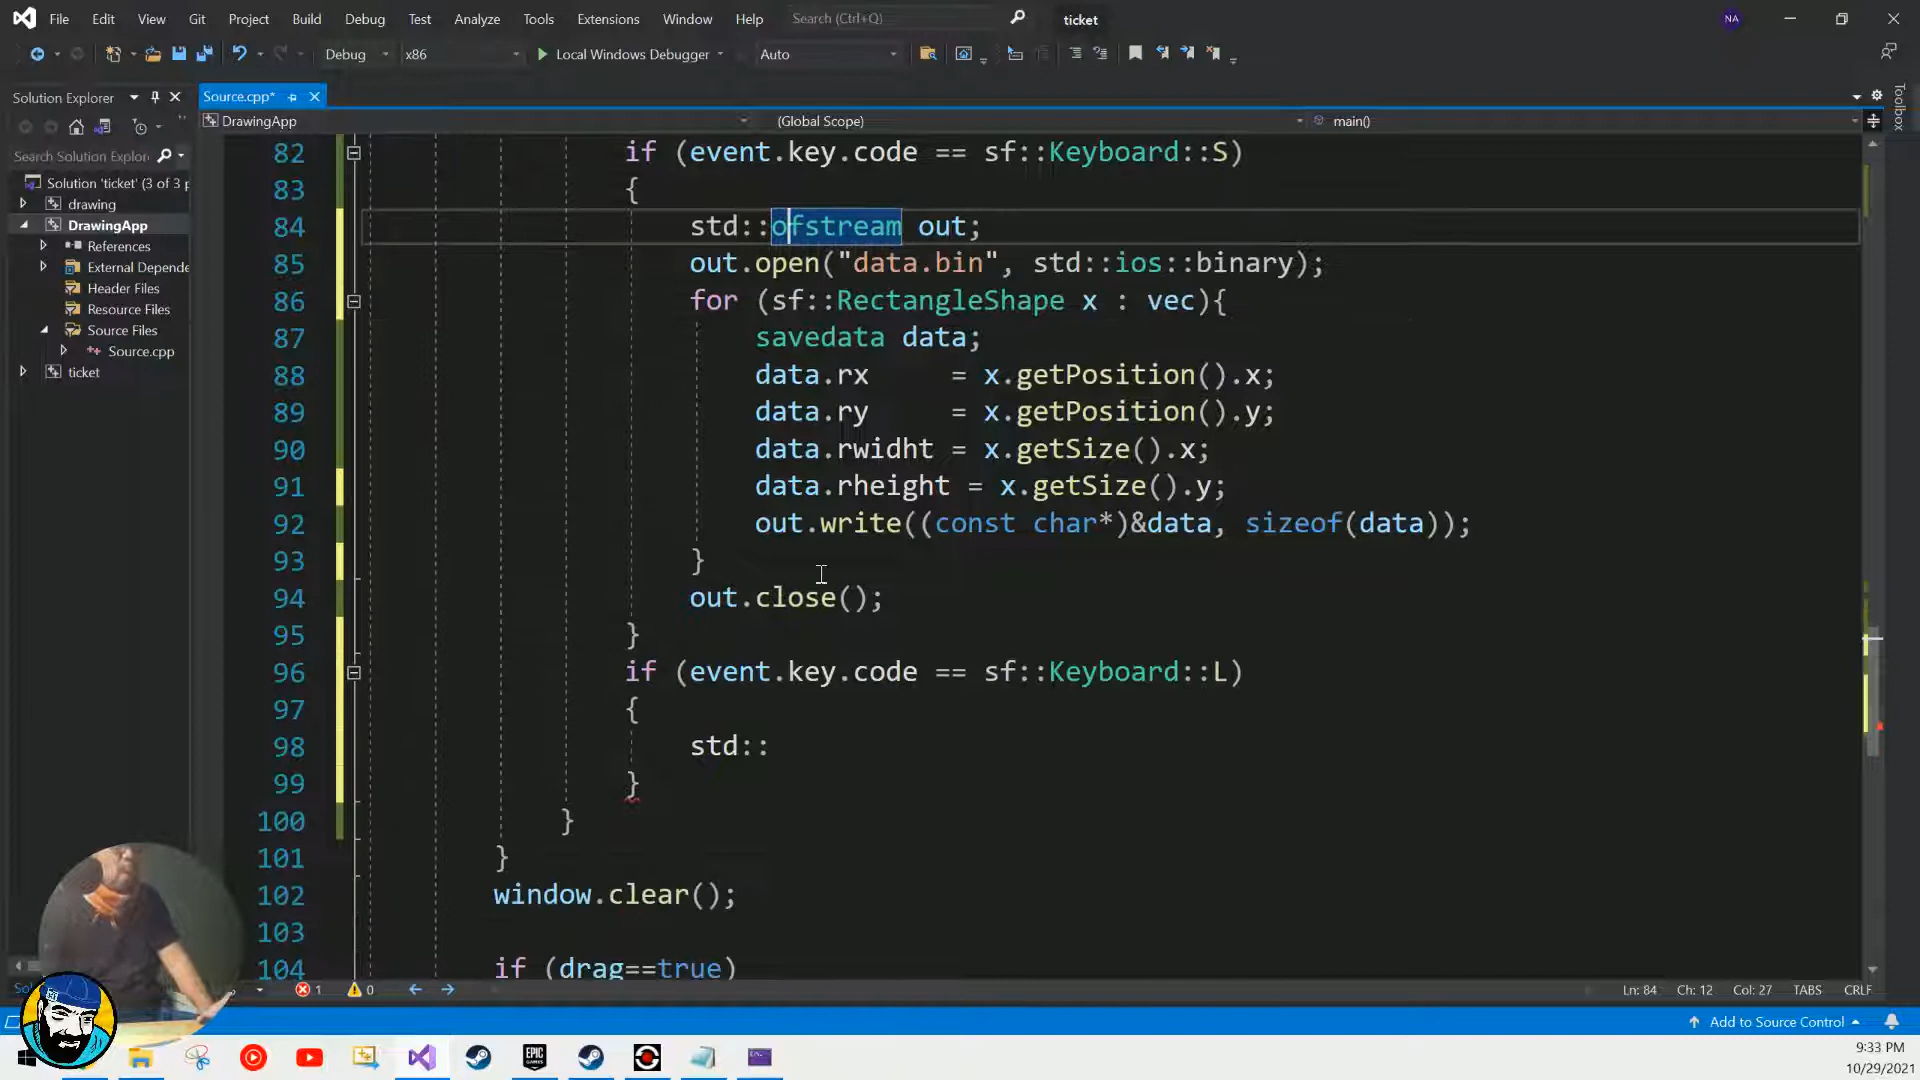 File Edit View Git Project Build Debug Test Analyze Tools Extensions Window Help Search (Ctrl+Q) ticket NA
Debug x86 Local Windows Debugger Auto
Solution Explorer
Source.cpp*
Toolbox
DrawingApp (Global Scope) main()
Search Solution Explor
Solution 'ticket' (3 of 3 p
drawing
DrawingApp
References
External Depende
Header Files
Resource Files
Source Files
Source.cpp
ticket
82 if (event.key.code == sf::Keyboard::S)
83 {
84 std::ofstream out;
85 out.open("data.bin", std::ios::binary);
86 for (sf::RectangleShape x : vec){
87 savedata data;
88 data.rx = x.getPosition().x;
89 data.ry = x.getPosition().y;
90 data.rwidht = x.getSize().x;
91 data.rheight = x.getSize().y;
92 out.write((const char*)&data, sizeof(data));
93 }
94 out.close();
95 }
96 if (event.key.code == sf::Keyboard::L)
97 {
98 std::
99 }
100 }
101 }
102 window.clear();
103
104 if (drag==true)
1 0 Ln: 84 Ch: 12 Col: 27 TABS CRLF
Add to Source Control
EPIC GAMES
9:33 PM
10/29/2021